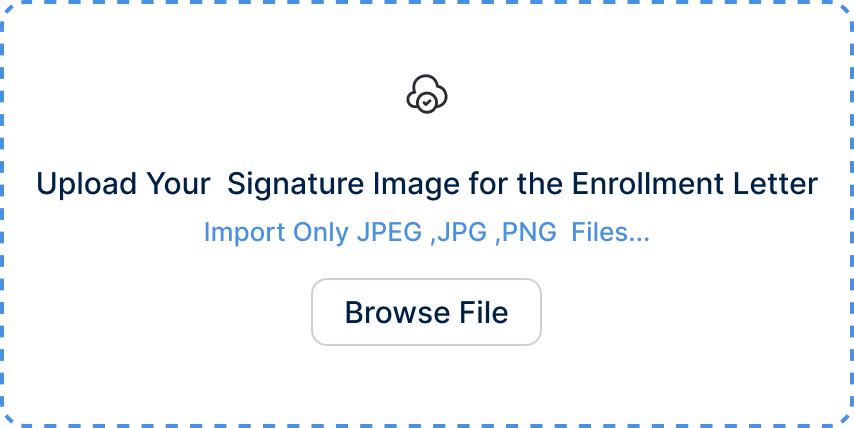 Upload Your  Signature Image for the Enrollment Letter
Import Only JPEG ,JPG ,PNG  Files...
Browse File